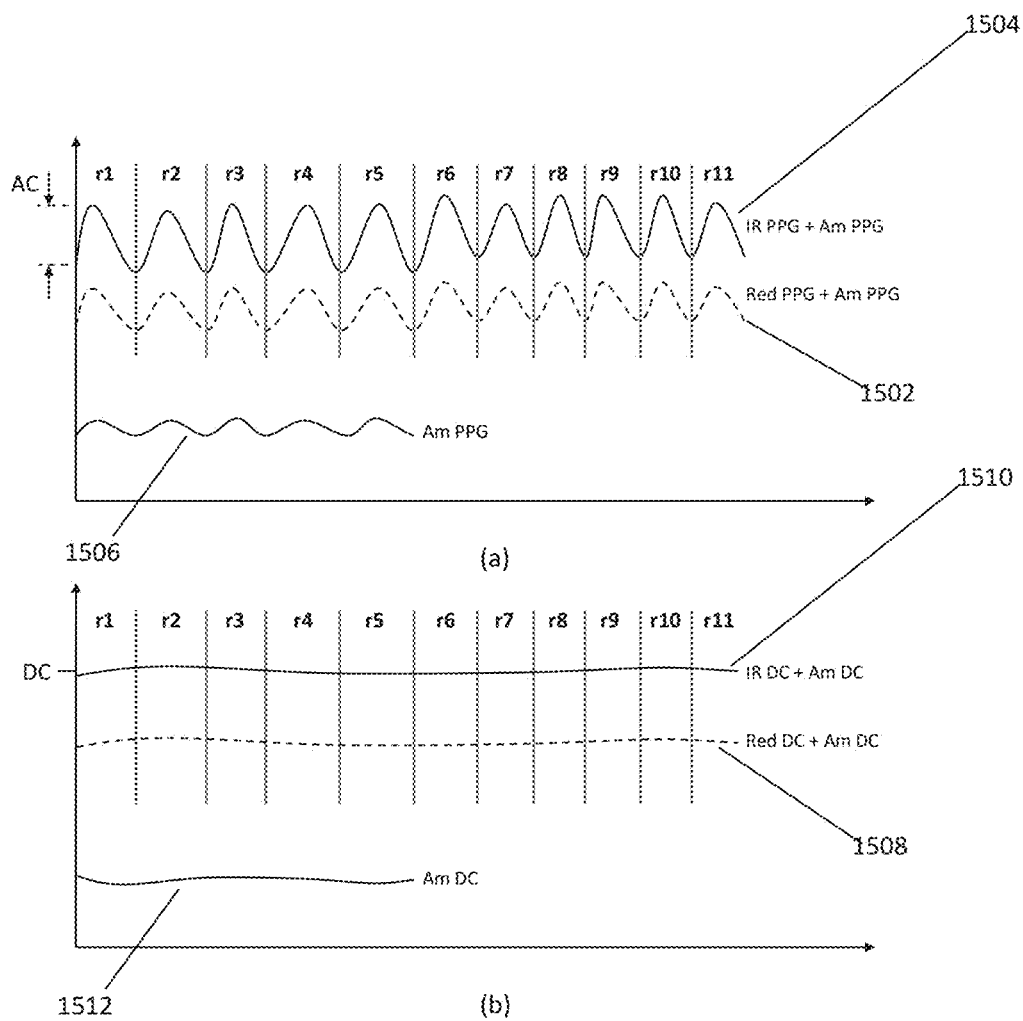 1504
r1 r2 r3 r4 r5 r6 r7 r8 r9 r10 r11
AC
IR PPG + Am PPG
Red PPG + Am PPG
1502
Am PPG
1510
1506
(a)
r1 r2 r3 r4 r5 r6 r7 r8 r9 r10 r11
DC
IR DC + Am DC
Red DC + Am DC
1508
Am DC
1512
(b)